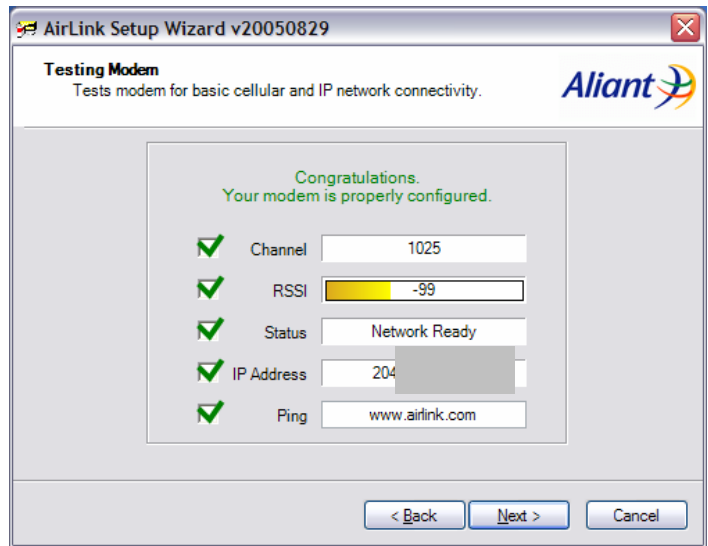 AirLink Setup Wizard v20050829
Testing Modem
Tests modem for basic cellular and IP network connectivity.
Aliant
Congratulations.
Your modem is properly configured.
Channel 1025
RSSI -99
Status Network Ready
IP Address 204
Ping www.airlink.com
< Back Next > Cancel